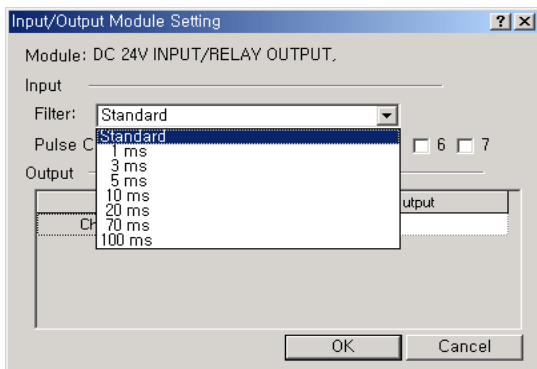 Input/Output Module Setting
Module: DC 24V INPUT/RELAY OUTPUT,
Input
Filter: Standard
Standard
Pulse C 1 ms 6 7
3 ms
5 ms
Output
10 ms
20 ms utput
70 ms
Ch
100 ms
OK Cancel